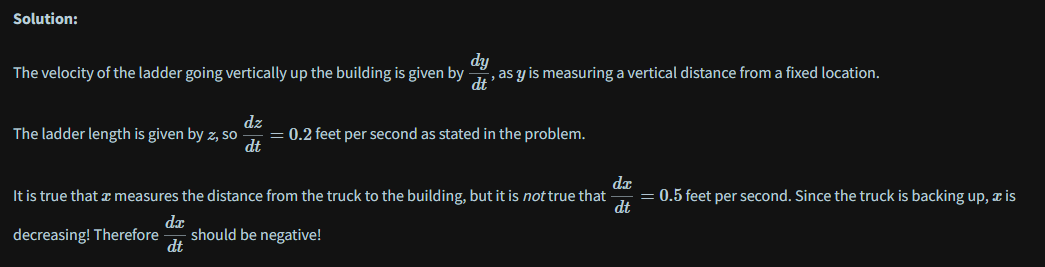 Solution:
The velocity of the ladder going vertically up the building is given by dy/dt, as y is measuring a vertical distance from a fixed location.
The ladder length is given by z, so dz/dt = 0.2 feet per second as stated in the problem.
It is true that x measures the distance from the truck to the building, but it is not true that dx/dt = 0.5 feet per second. Since the truck is backing up, x is
decreasing! Therefore dx/dt should be negative!